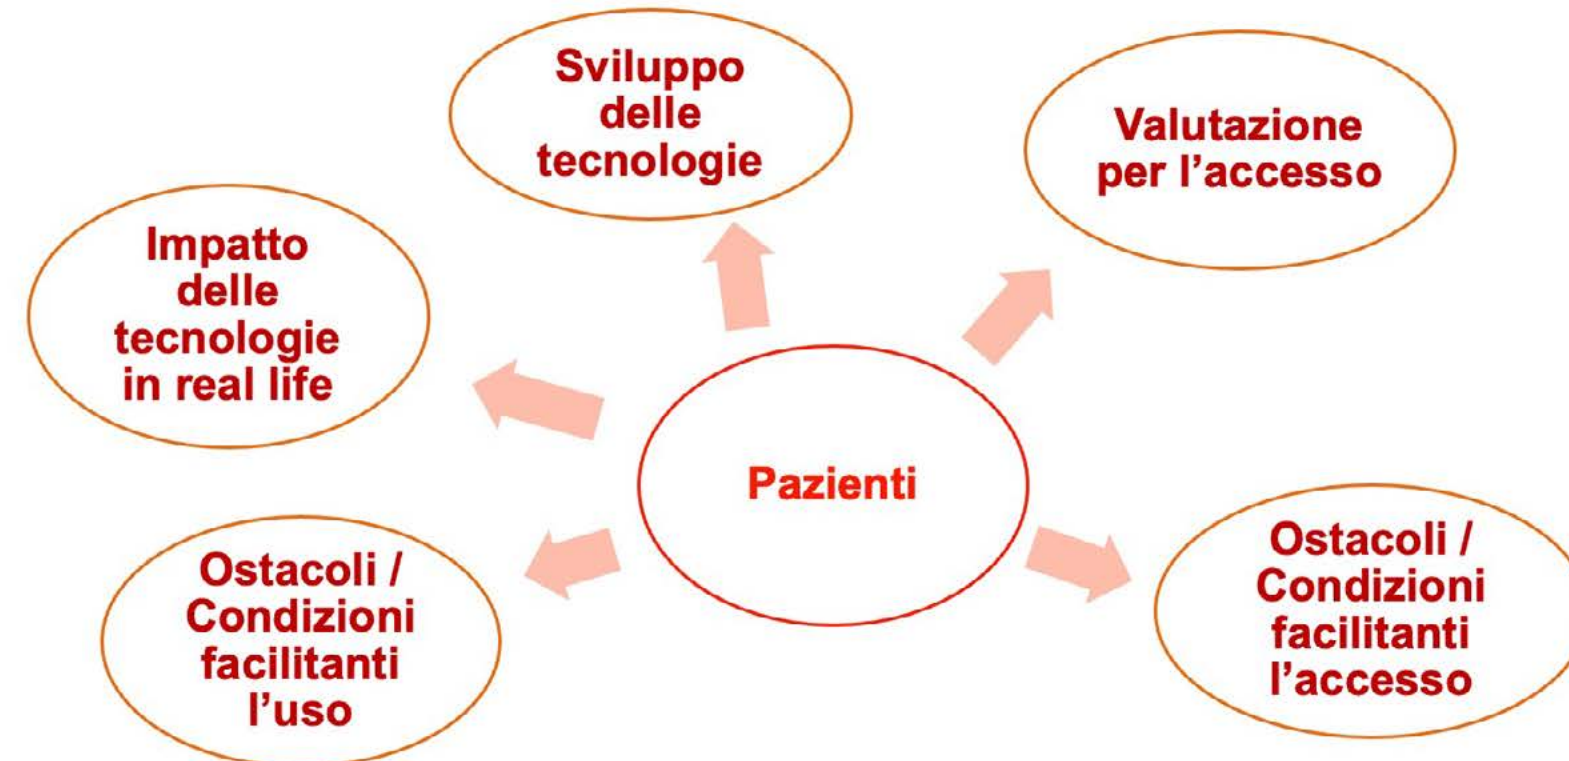 Sviluppo
delle
tecnologie
Valutazione
per l’accesso
Impatto
delle
tecnologie
in real life
Pazienti
Ostacoli /
Condizioni
facilitanti
l’uso
Ostacoli /
Condizioni
facilitanti
l’accesso